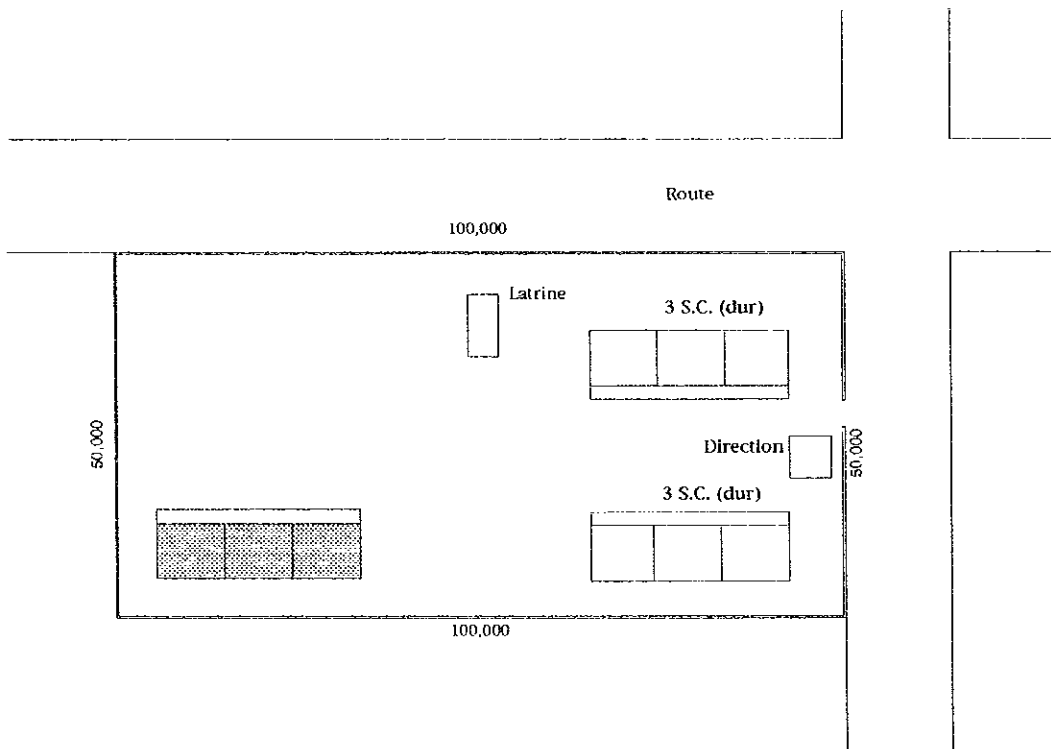 Route
100,000
Latrine
3 S.C. (dur)
50,000
Direction
50,000
3 S.C. (dur)
100,000